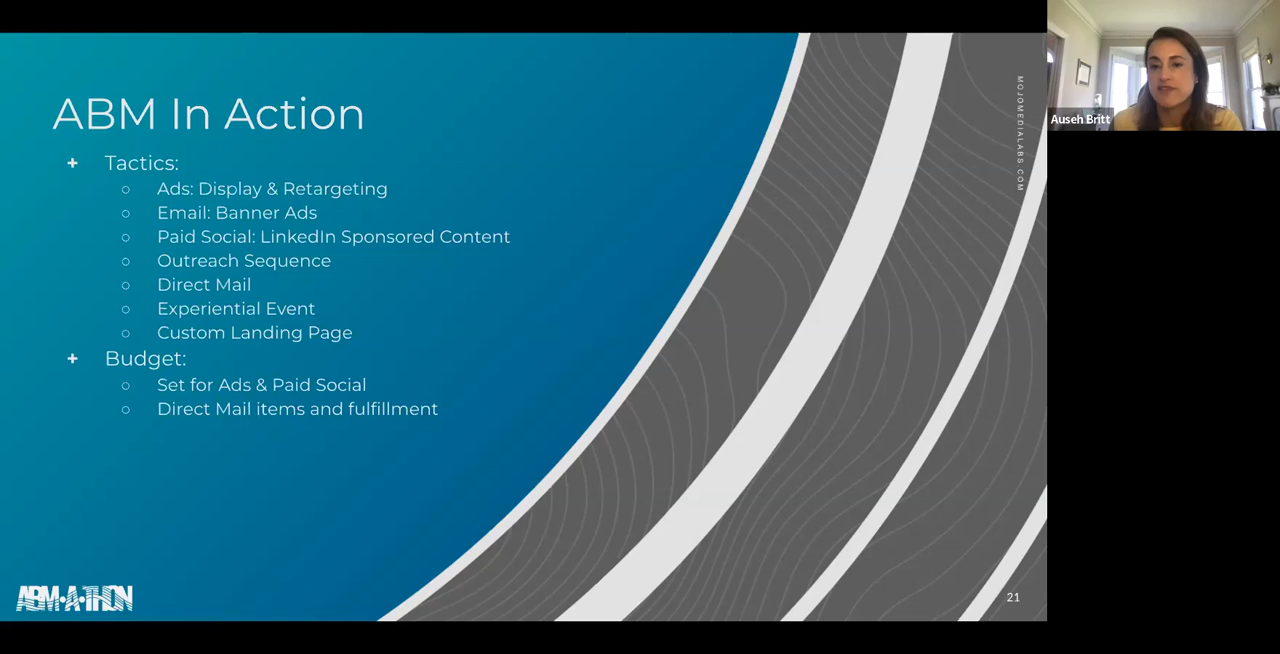 ABM In Action
+ Tactics:
○ Ads: Display & Retargeting
○ Email: Banner Ads
○ Paid Social: LinkedIn Sponsored Content
○ Outreach Sequence
○ Direct Mail
○ Experiential Event
○ Custom Landing Page
+ Budget:
○ Set for Ads & Paid Social
○ Direct Mail items and fulfillment
ABM·A·THON
21
MOJOMEDIALABS.COM
Auseh Britt